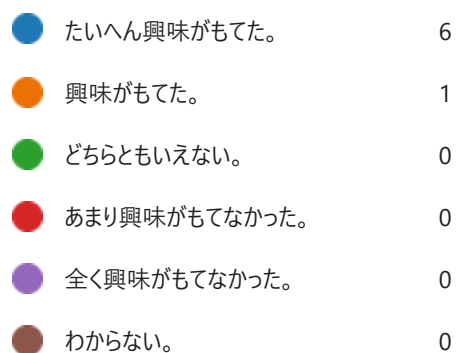 たいへん興味がもてた。 6
興味がもてた。 1
どちらともいえない。 0
あまり興味がもてなかった。 0
全く興味がもてなかった。 0
わからない。 0